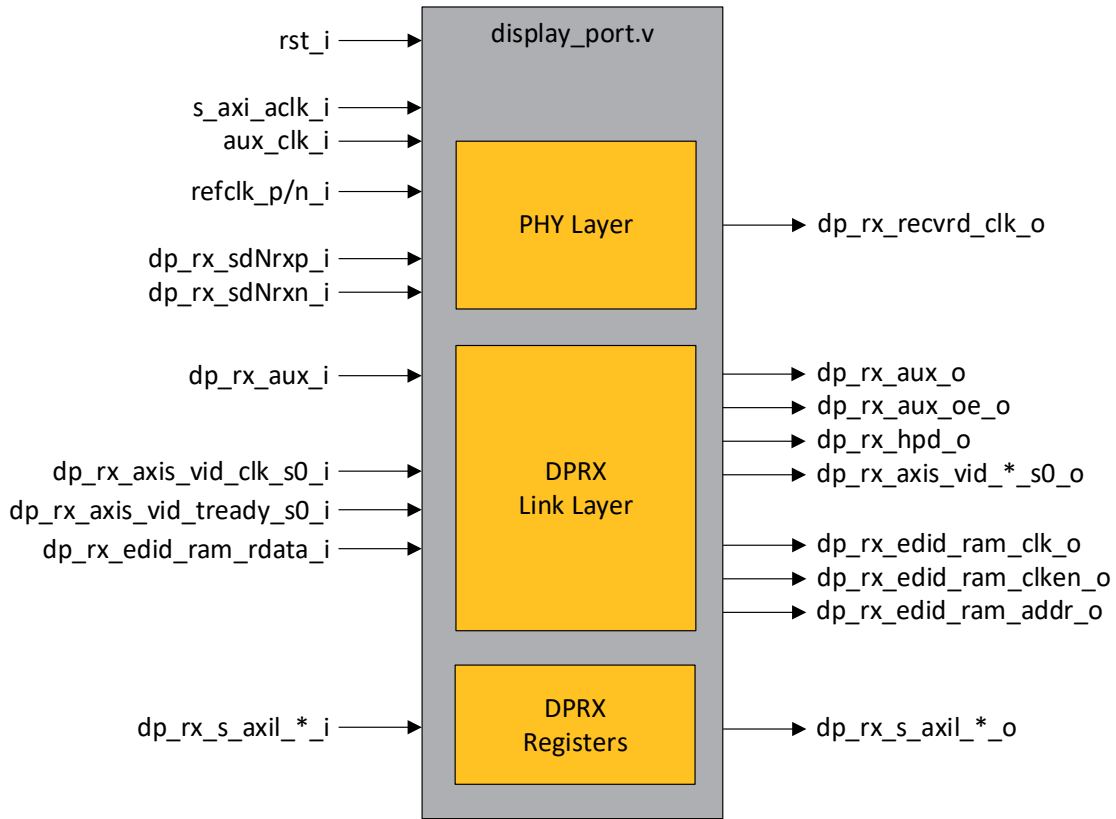 display_port.v
rst_i
s_axi_aclk_i
aux_clk_i
refclk_p/n_i
PHY Layer
dp_rx_recvrd_clk_o
dp_rx_sdNrxp_i
dp_rx_sdNrxn_i
dp_rx_aux_i
dp_rx_aux_o
dp_rx_aux_oe_o
dp_rx_hpd_o
dp_rx_axis_vid_clk_s0_i
dp_rx_axis_vid_*_s0_o
DPRX
Link Layer
dp_rx_axis_vid_tready_s0_i
dp_rx_edid_ram_rdata_i
dp_rx_edid_ram_clk_o
dp_rx_edid_ram_clken_o
dp_rx_edid_ram_addr_o
DPRX
Registers
dp_rx_s_axil_*_i
dp_rx_s_axil_*_o